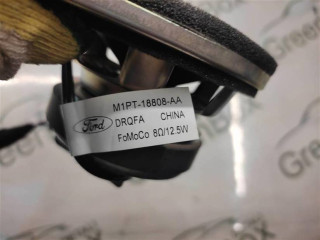 M1PT-18808-AA
Ford
DRQFA CHINA
FoMoCo 8Ω/12.5W